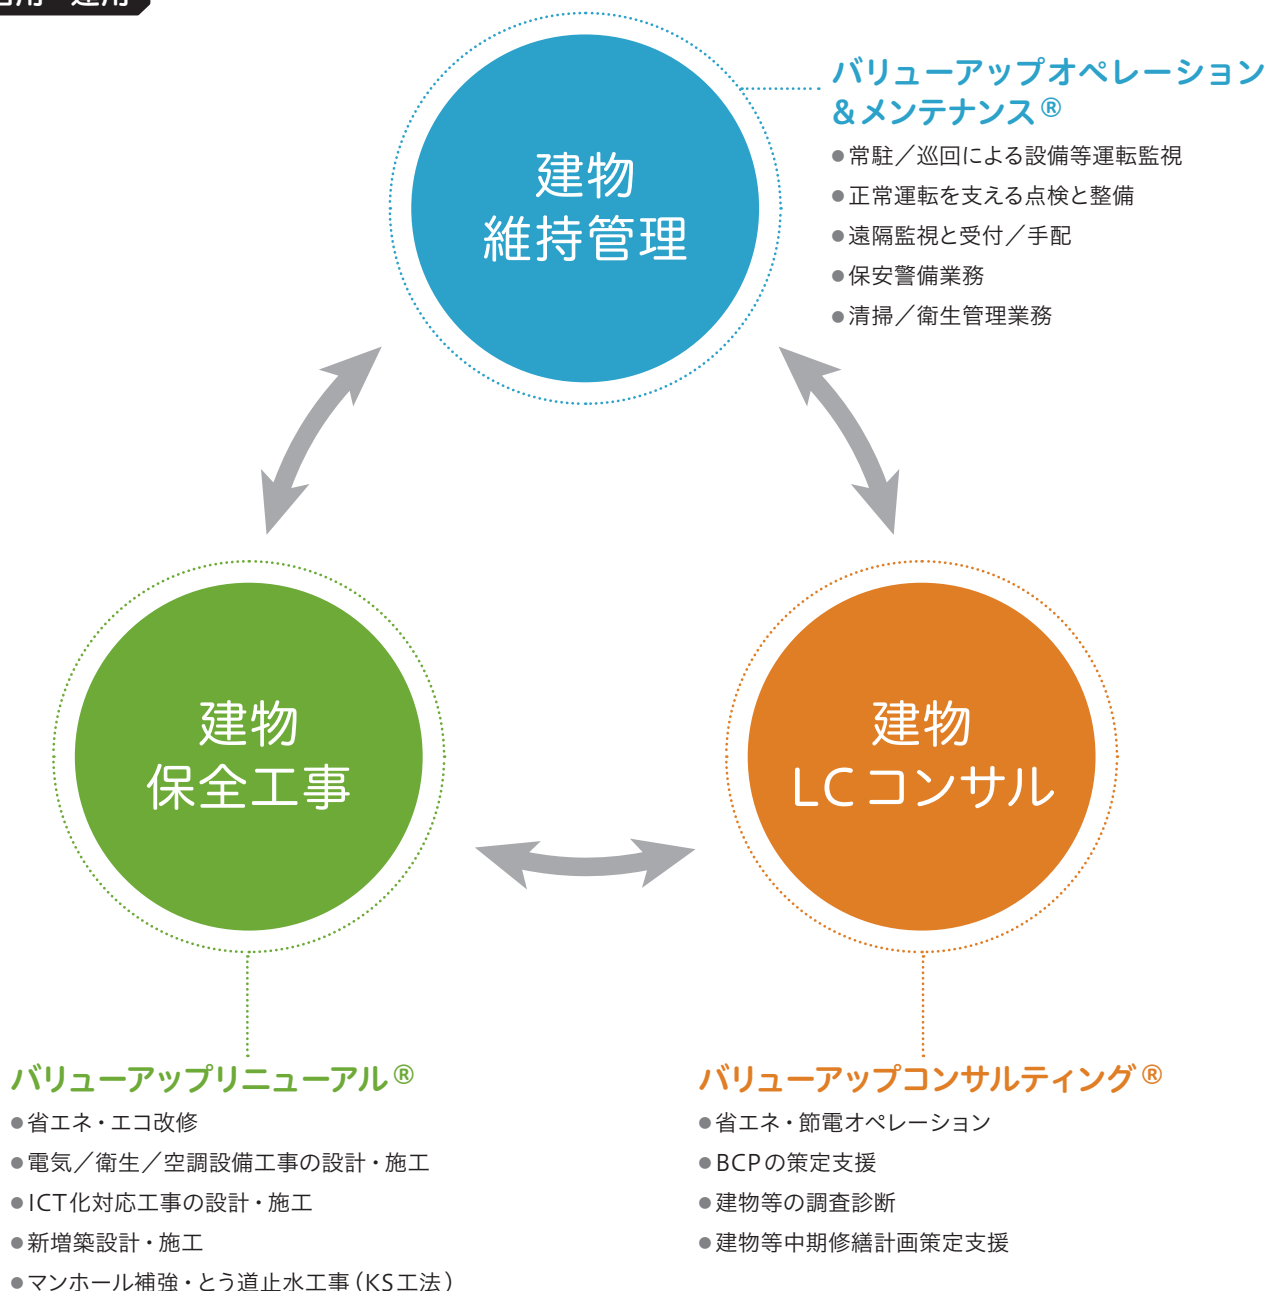 運用
建物
維持管理
バリューアップオペレーション
&メンテナンス®
●常駐／巡回による設備等運転監視
●正常運転を支える点検と整備
●遠隔監視と受付／手配
●保安警備業務
●清掃／衛生管理業務
建物
保全工事
建物
LCコンサル
バリューアップリニューアル®
●省エネ・エコ改修
●電気／衛生／空調設備工事の設計・施工
●ICT化対応工事の設計・施工
●新増築設計・施工
●マンホール補強・とう道止水工事(KS工法)
バリューアップコンサルティング®
●省エネ・節電オペレーション
●BCPの策定支援
●建物等の調査診断
●建物等中期修繕計画策定支援